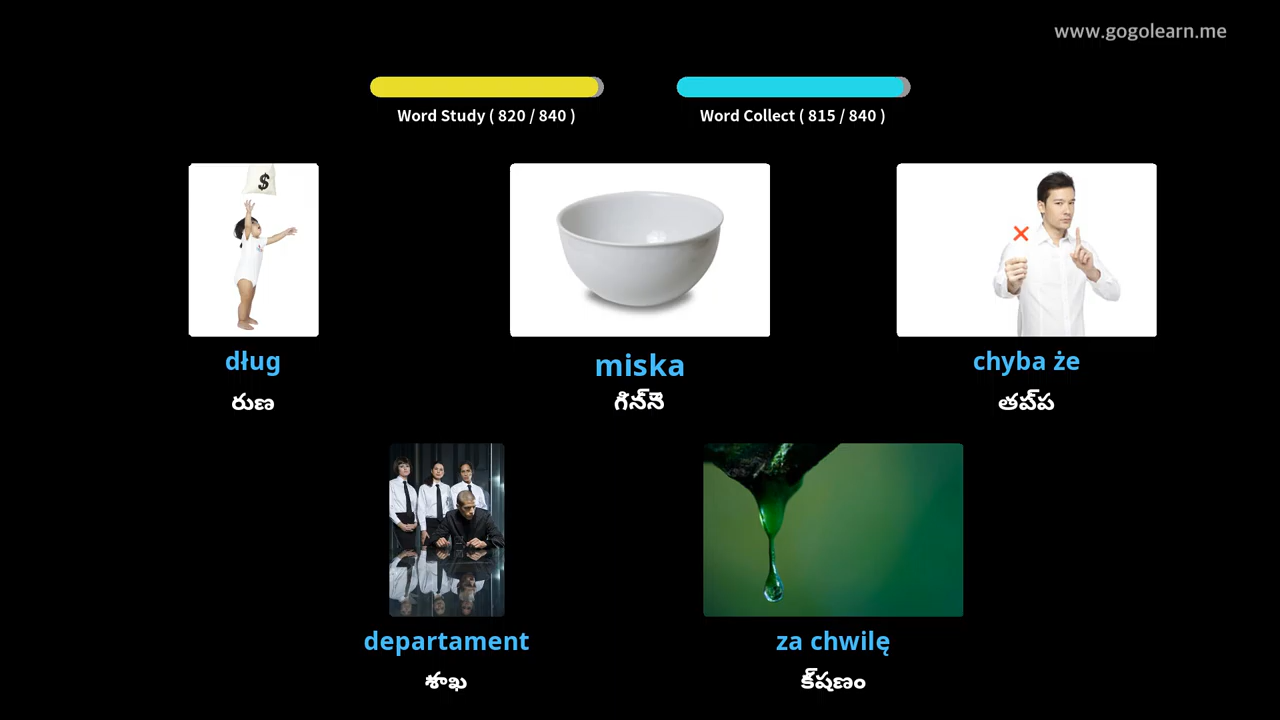 www.gogolearn.me
Word Study ( 820 / 840 )
Word Collect ( 815 / 840 )
$
dług
miska
chyba że
రుణ
గిన్నె
తప్ప
departament
za chwilę
శాఖ
క్షణం